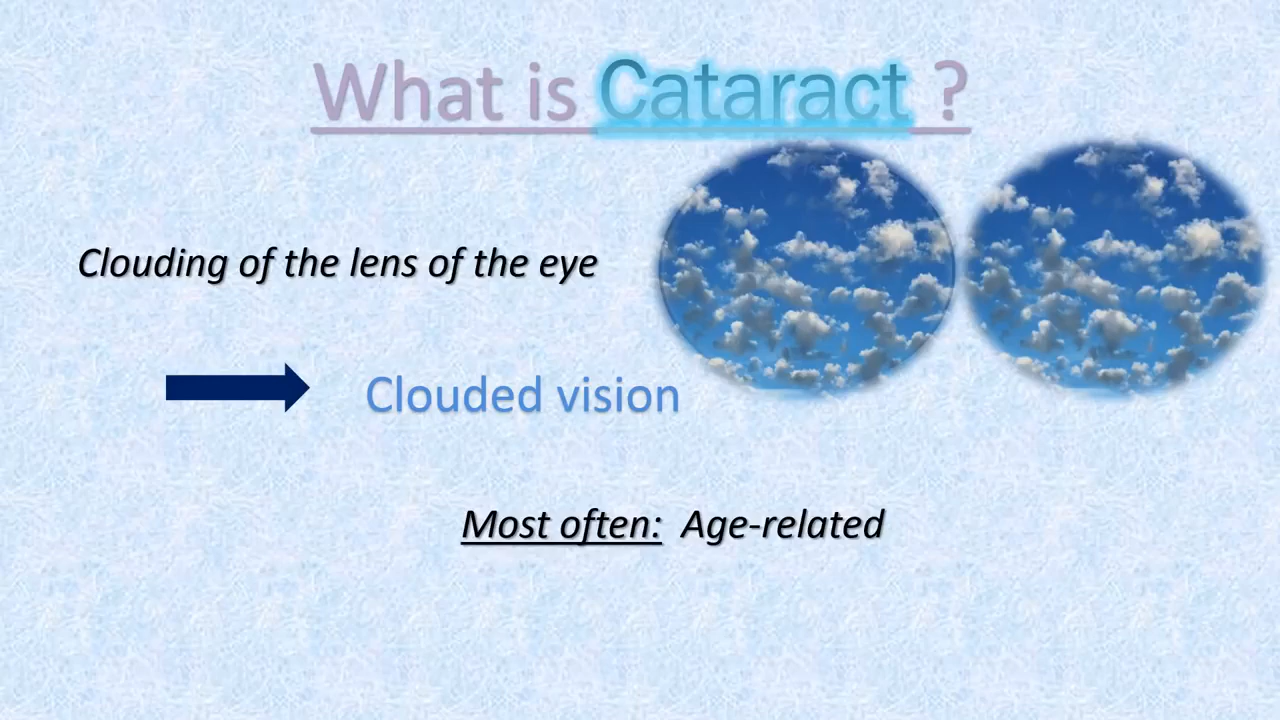 What is Cataract ?
Clouding of the lens of the eye
Clouded vision
Most often: Age-related